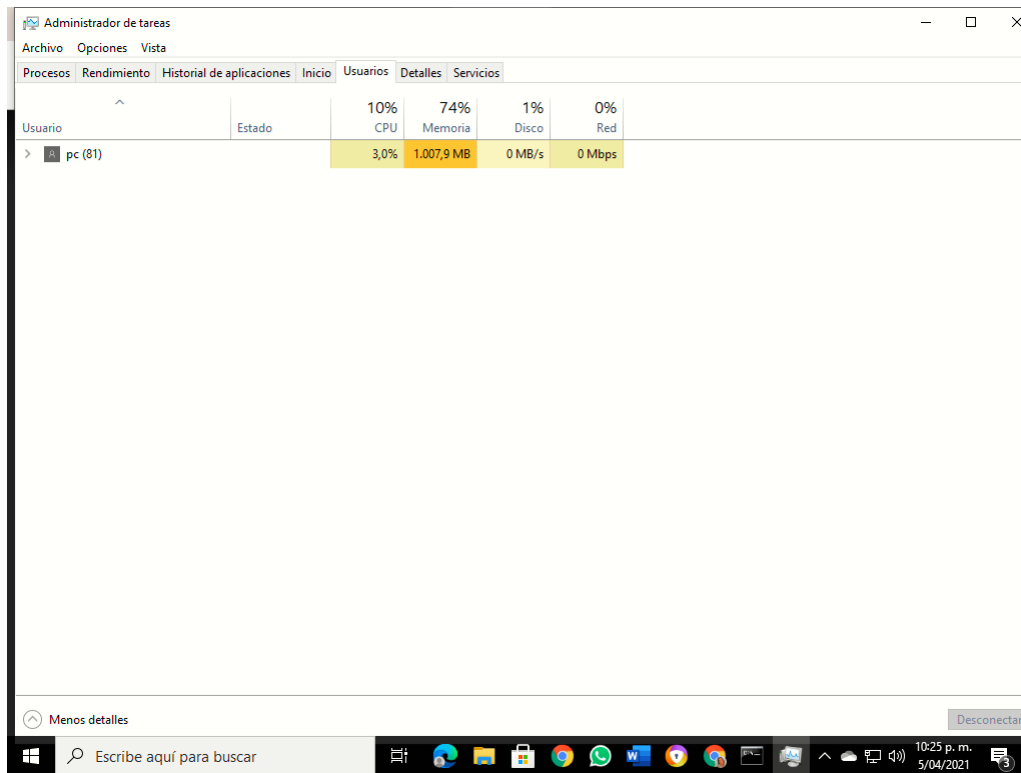 Administrador de tareas
Archivo Opciones Vista
Procesos Rendimiento Historial de aplicaciones Inicio Usuarios Detalles Servicios
10% 74% 1% 0%
Usuario Estado CPU Memoria Disco Red
pc (81) 3,0% 1.007,9 MB 0 MB/s 0 Mbps
Menos detalles Desconectar
Escribe aquí para buscar
10:25 p. m.
5/04/2021
3